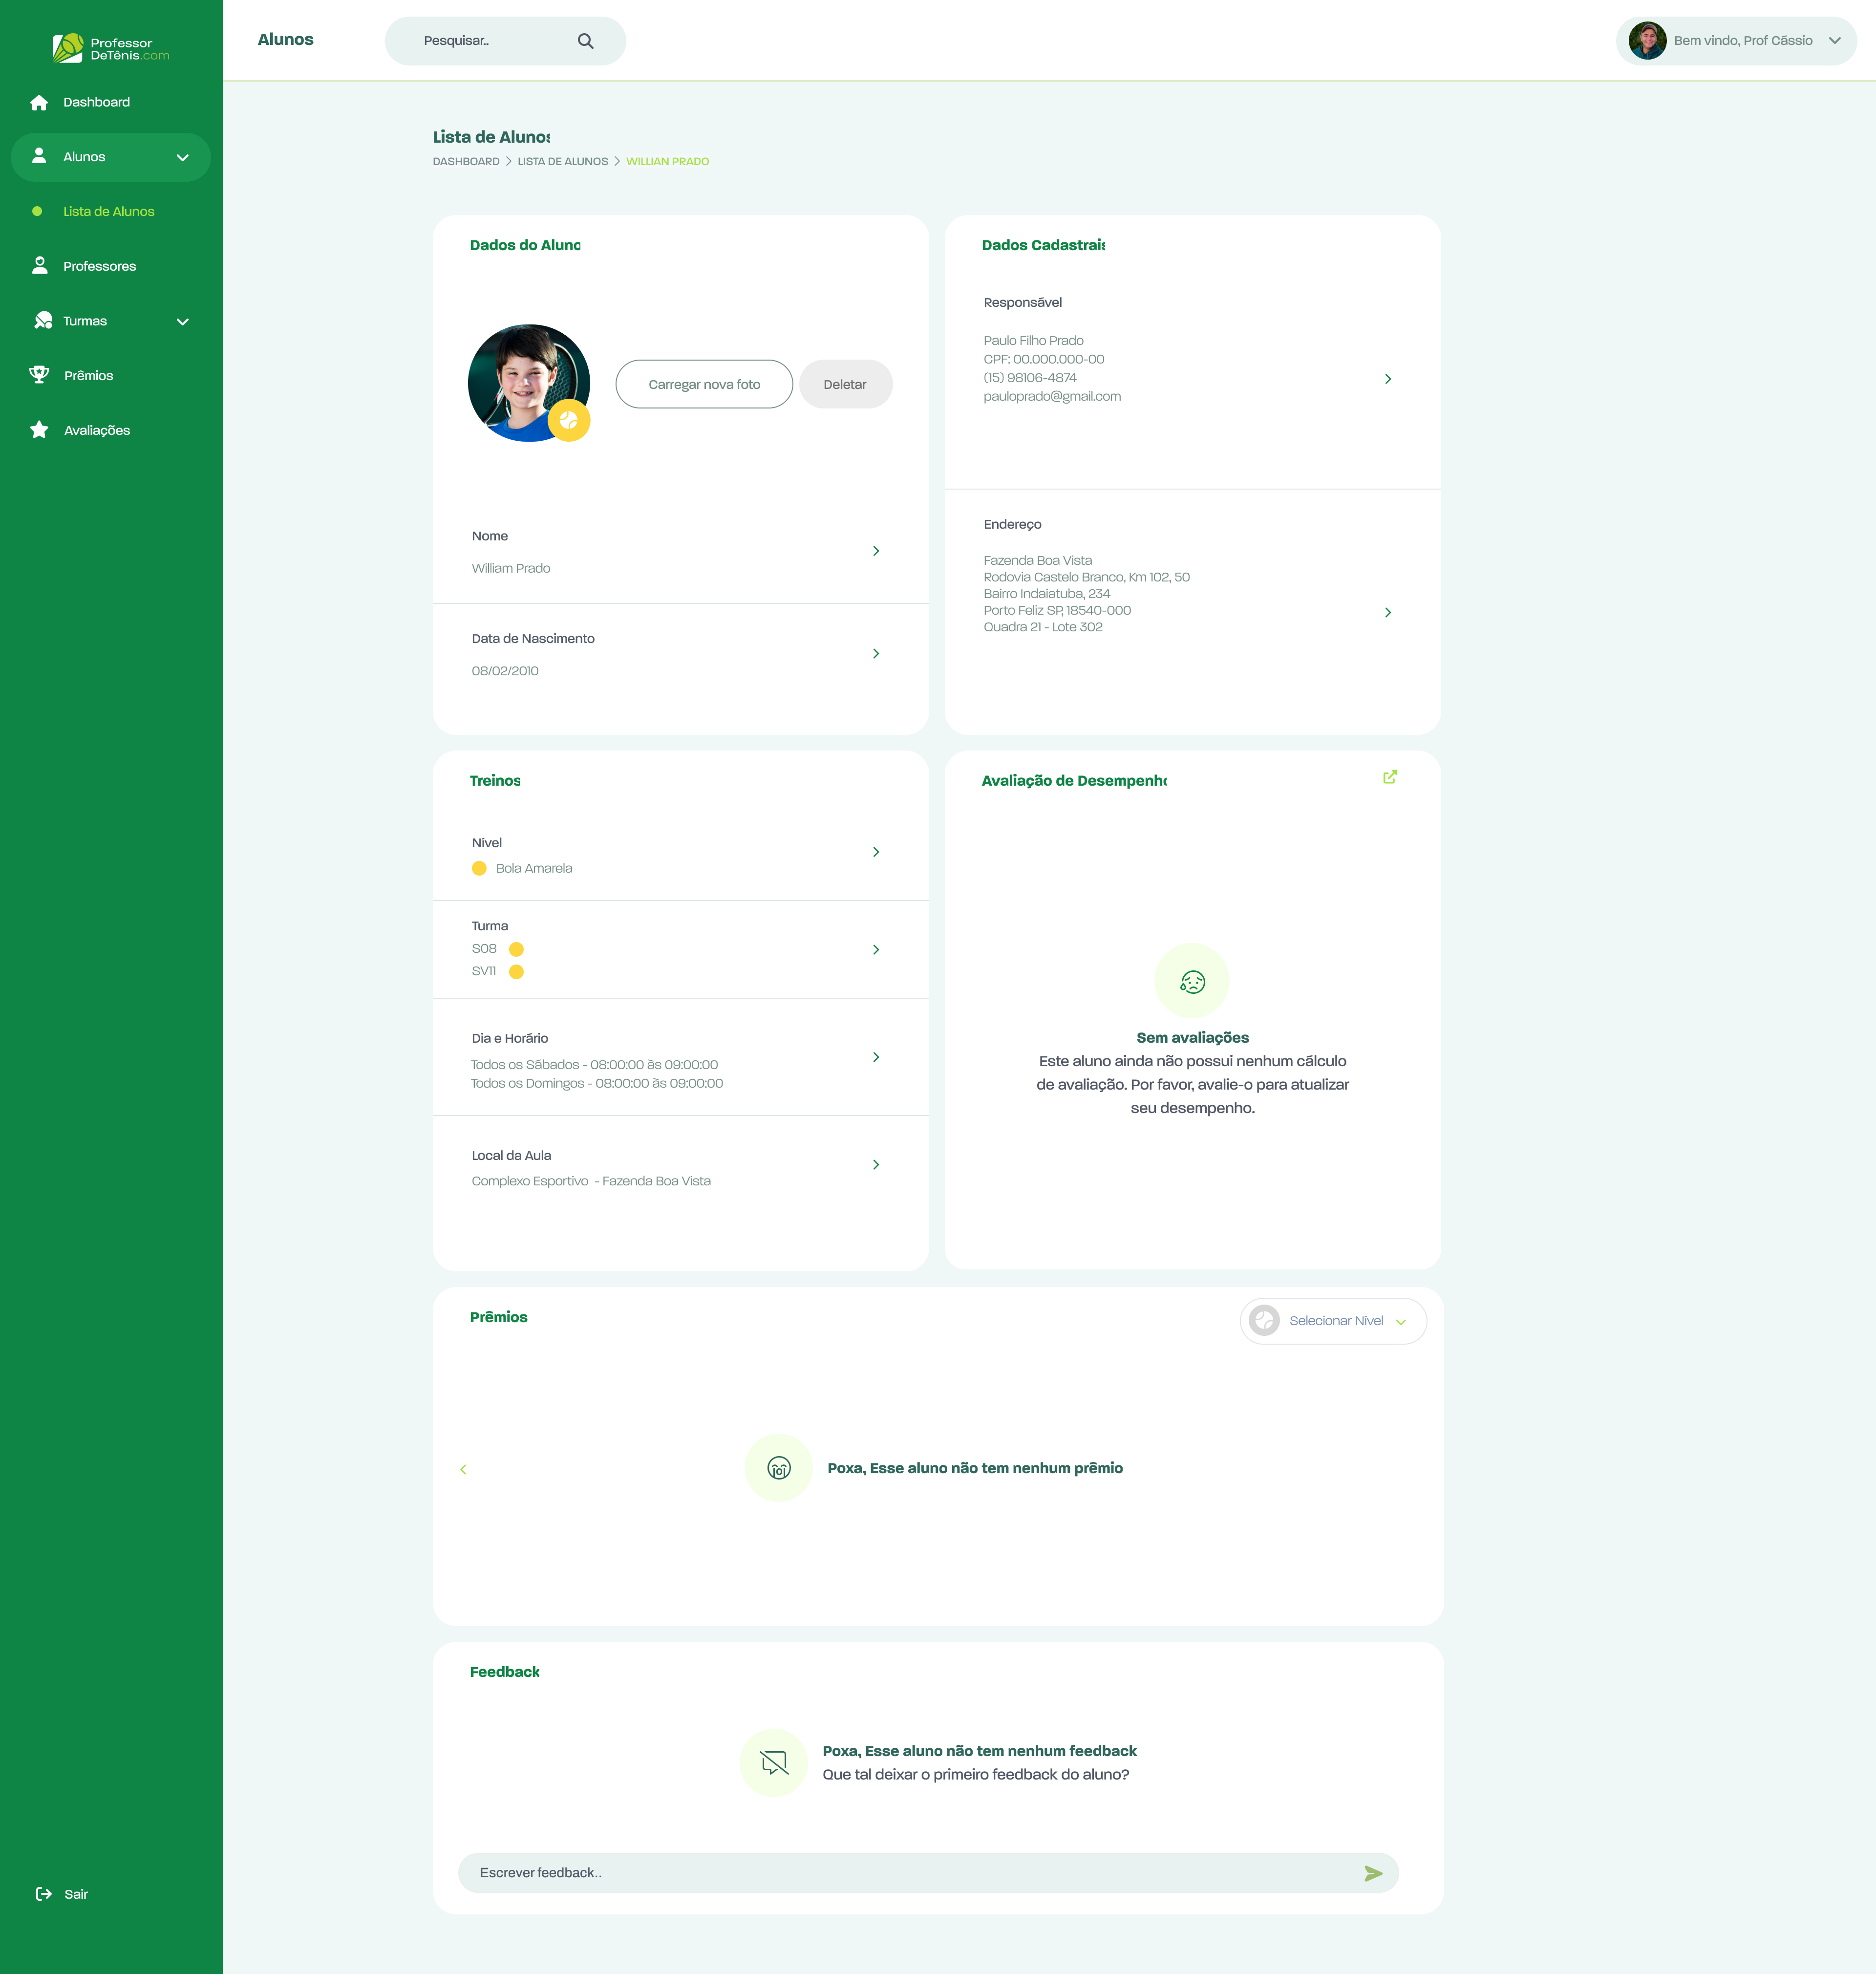 Professor
DeTênis.com
Dashboard
Alunos
Lista de Alunos
Professores
Turmas
Prêmios
Avaliações
Sair
Alunos
Pesquisar..
Bem vindo, Prof Cássio
Lista de Alunos
DASHBOARD > LISTA DE ALUNOS > WILLIAN PRADO
Dados do Aluno
Carregar nova foto
Deletar
Nome
William Prado
Data de Nascimento
08/02/2010
Dados Cadastrais
Responsável
Paulo Filho Prado
CPF: 00.000.000-00
(15) 98106-4874
pauloprado@gmail.com
Endereço
Fazenda Boa Vista
Rodovia Castelo Branco, Km 102, 50
Bairro Indaiatuba, 234
Porto Feliz SP, 18540-000
Quadra 21 - Lote 302
Treinos
Nível
Bola Amarela
Turma
S08
SV11
Dia e Horário
Todos os Sábados - 08:00:00 às 09:00:00
Todos os Domingos - 08:00:00 às 09:00:00
Local da Aula
Complexo Esportivo - Fazenda Boa Vista
Avaliação de Desempenho
Sem avaliações
Este aluno ainda não possui nenhum cálculo
de avaliação. Por favor, avalie-o para atualizar
seu desempenho.
Prêmios
Selecionar Nível
Poxa, Esse aluno não tem nenhum prêmio
Feedback
Poxa, Esse aluno não tem nenhum feedback
Que tal deixar o primeiro feedback do aluno?
Escrever feedback..